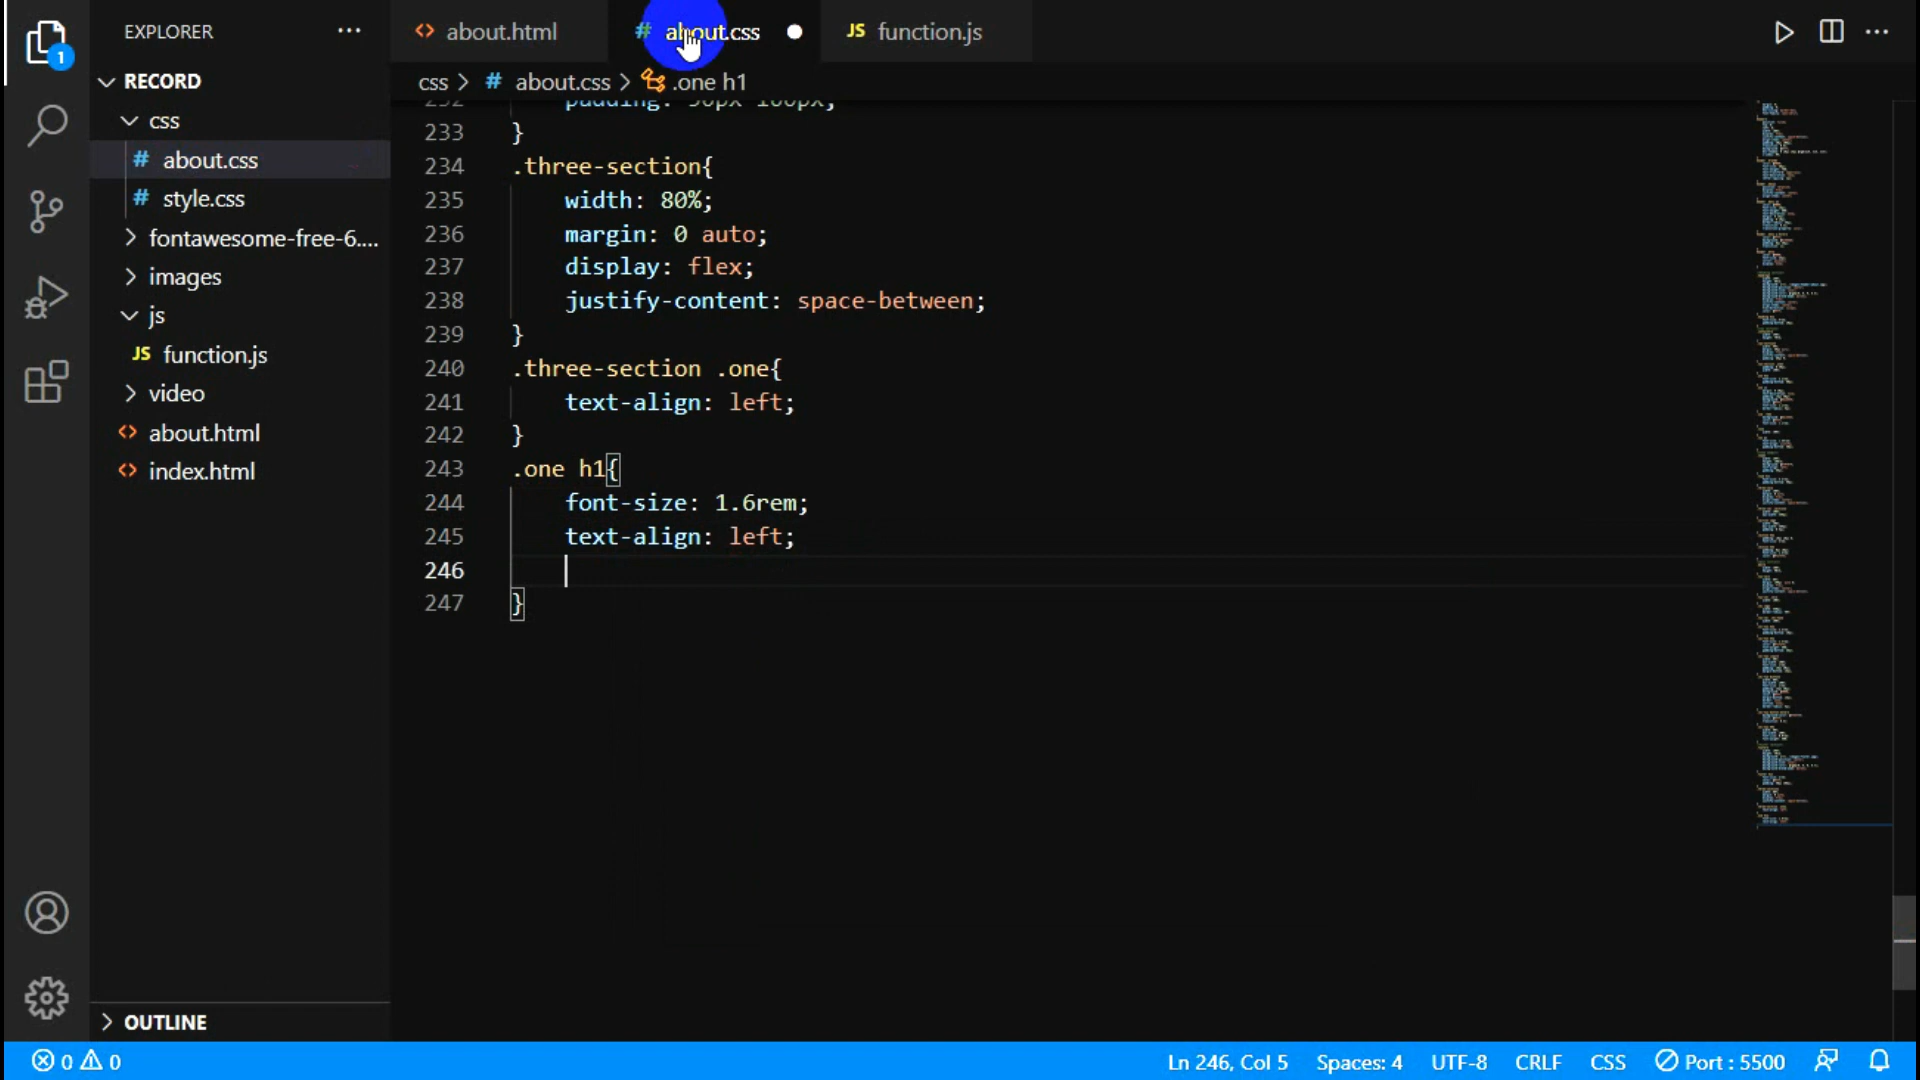 EXPLORER
RECORD
css
about.css
style.css
fontawesome-free-6....
images
js
JS function.js
video
about.html
index.html
OUTLINE
1
<> about.html
# about.css
JS function.js
css > # about.css > .one h1
232 padding: 50px 100px;
233 }
234 .three-section{
235 width: 80%;
236 margin: 0 auto;
237 display: flex;
238 justify-content: space-between;
239 }
240 .three-section .one{
241 text-align: left;
242 }
243 .one h1{
244 font-size: 1.6rem;
245 text-align: left;
246
247 }
0 0
Ln 246, Col 5 Spaces: 4 UTF-8 CRLF CSS Port : 5500